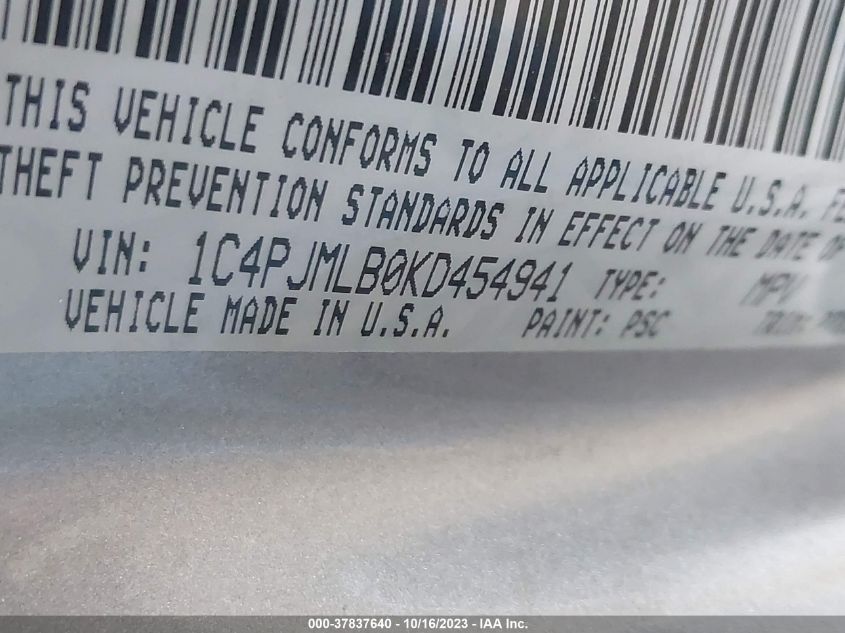 THIS VEHICLE CONFORMS TO ALL APPLICABLE U.S.A.
THEFT PREVENTION STANDARDS IN EFFECT ON THE DATE OF
VIN: 1C4PJMLB0KD454941 TYPE: MPV
VEHICLE MADE IN U.S.A. PAINT: PSC
000-37837640 - 10/16/2023 - IAA Inc.